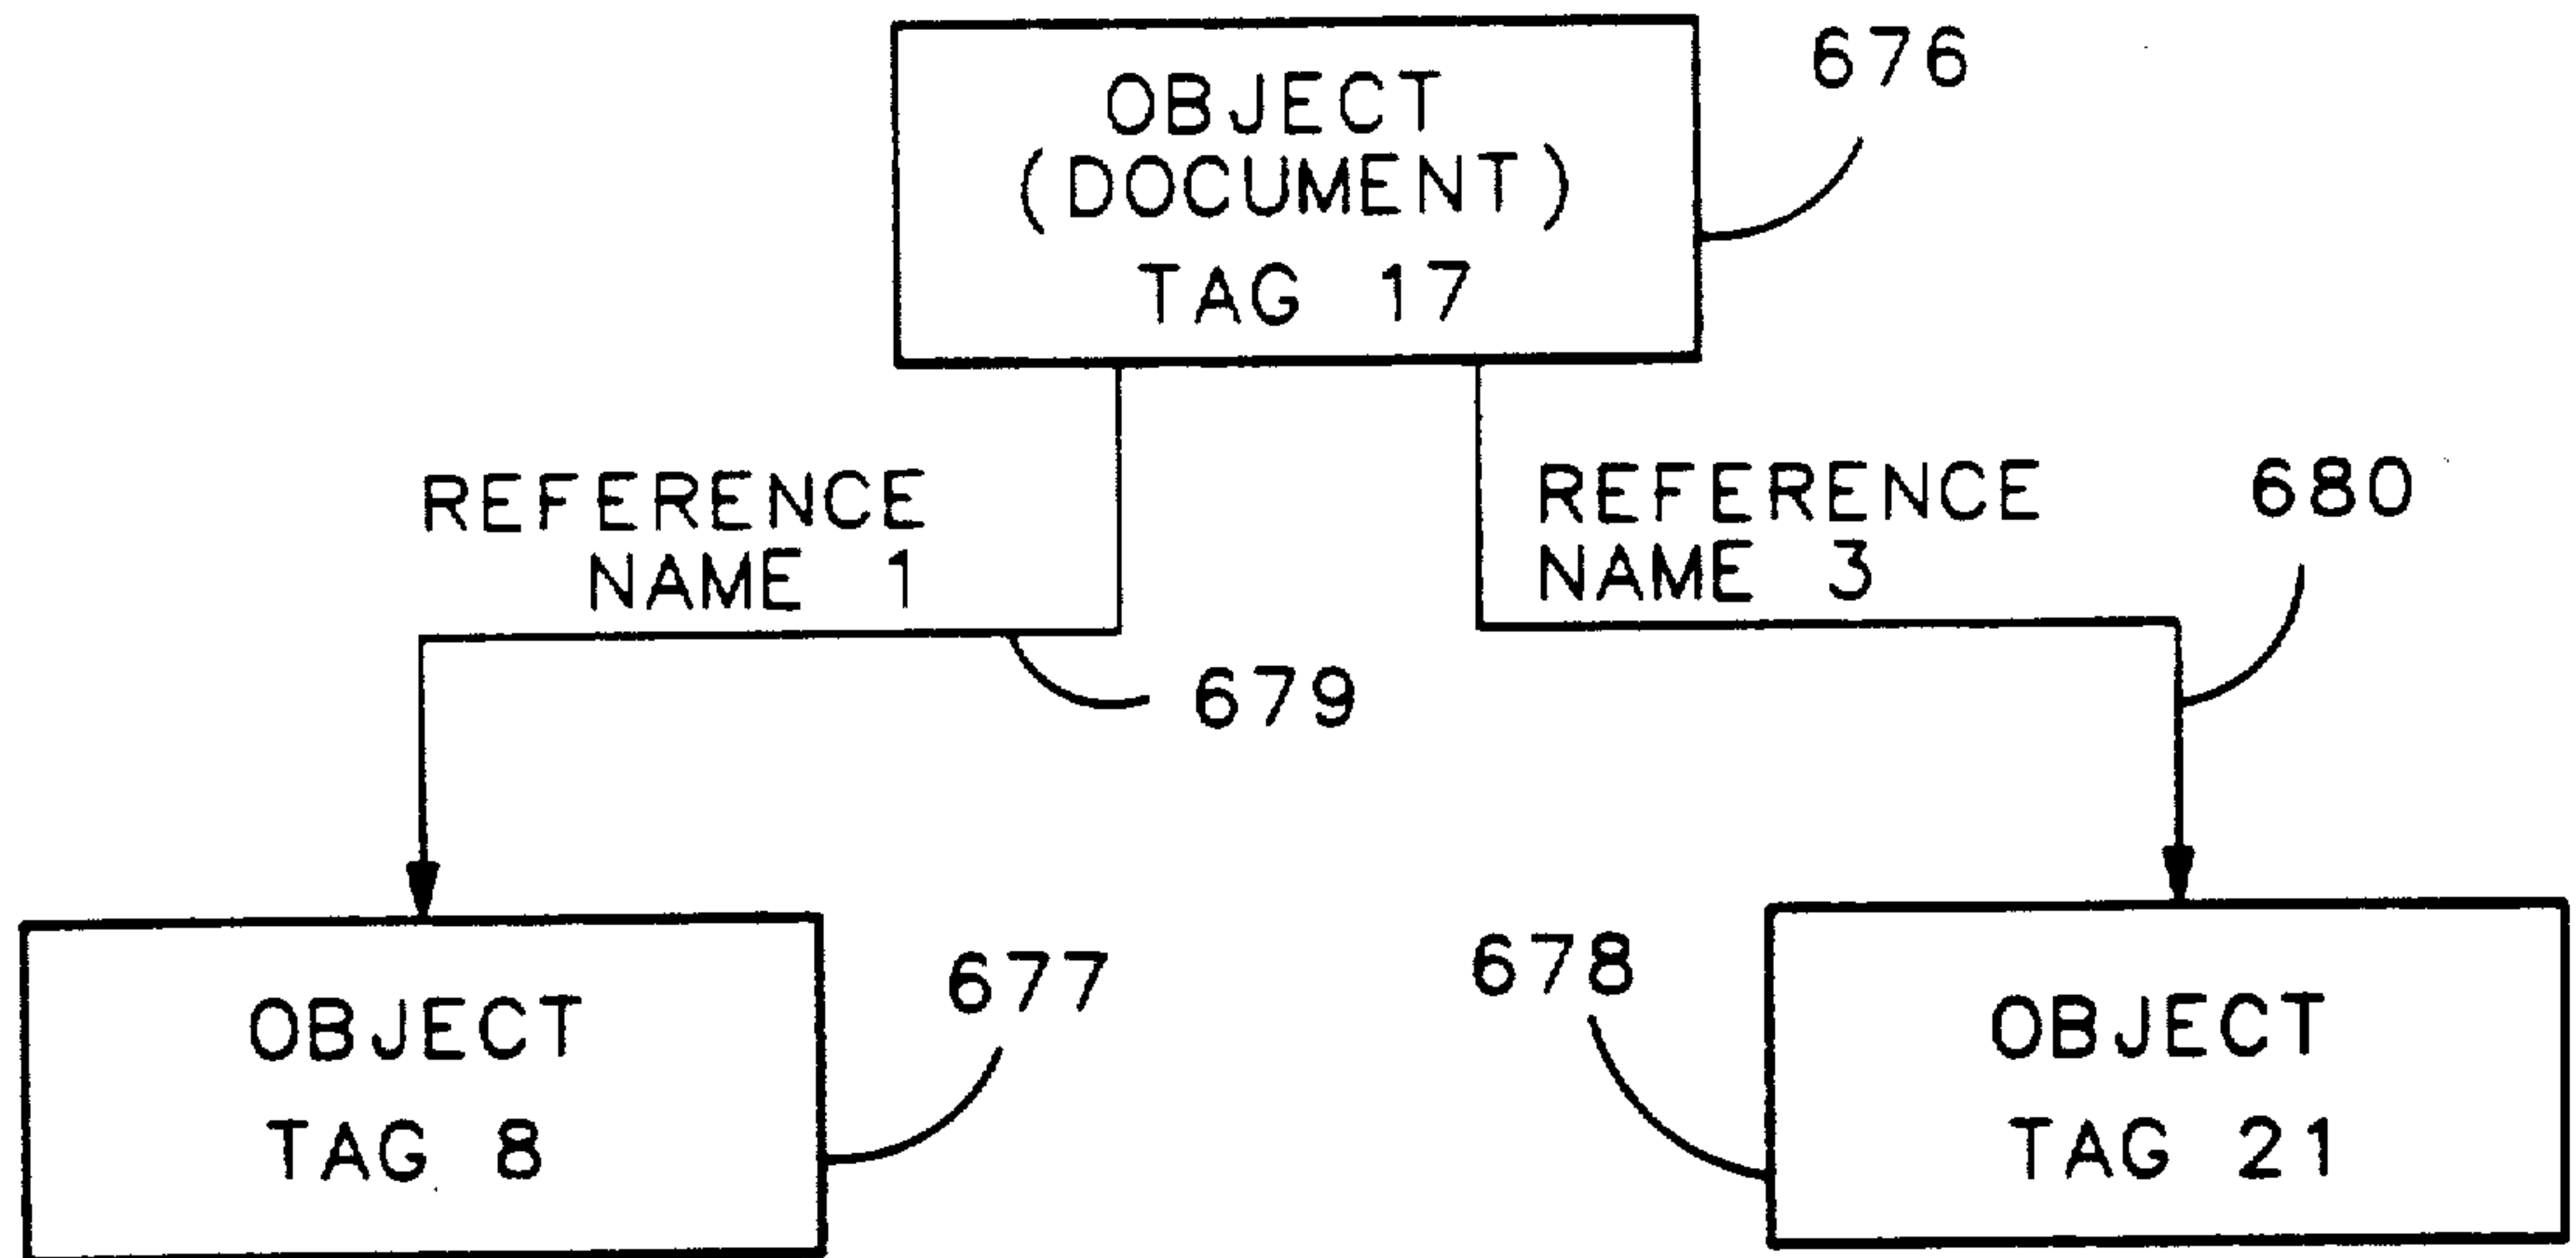 OBJECT
(DOCUMENT)
TAG 17
676
REFERENCE
NAME 1
679
REFERENCE
NAME 3
680
OBJECT
TAG 8
677
678
OBJECT
TAG 21